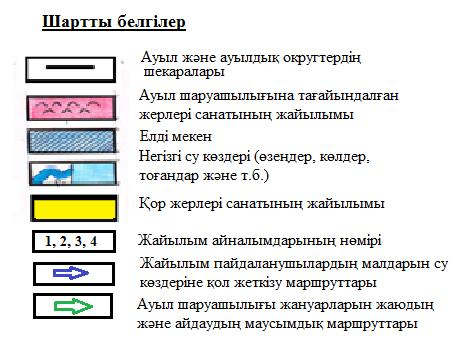 Шартты белгілер
Ауыл және ауылдық округтердің
шекаралары
Ауыл шаруашылығына тағайындалған
жерлері санатының жайылымы
Елді мекен
Негізгі су көздері (өзеңдер, көлдер,
тоғандар және т.б.)
Қор жерлері санатының жайылымы
1, 2, 3, 4 Жайылым айналымдарының нөмірі
Жайылым пайдаланушылардың малдарын су
көздеріне қол жеткізу маршруттары
Ауыл шаруашылығы жануарларын жаюдың
және айдаудың маусымдық маршруттары